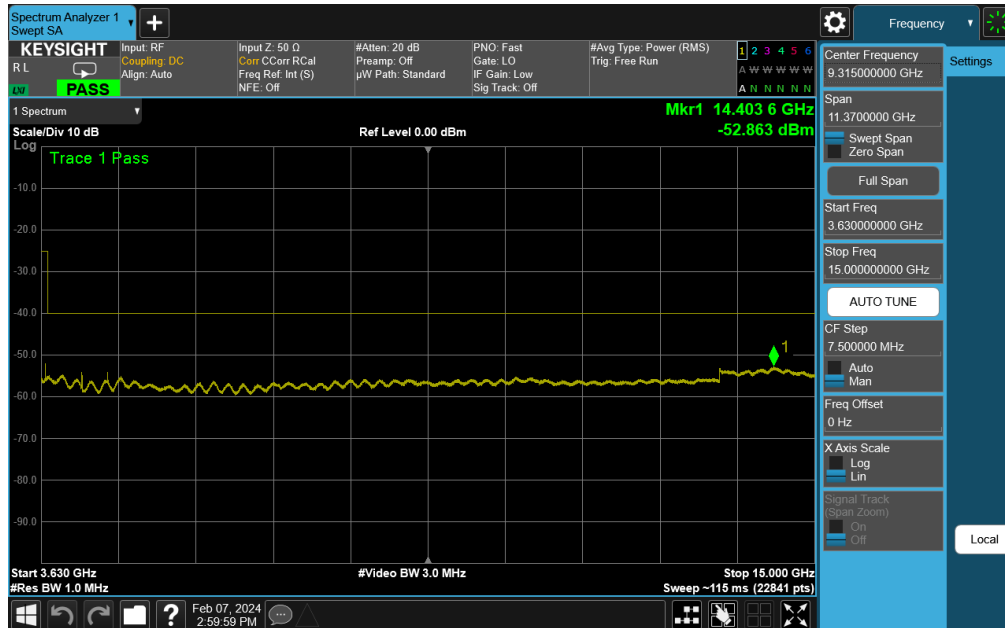 Spectrum Analyzer 1
Swept SA
Frequency
KEYSIGHT
R L
LXI
PASS
Input: RF
Coupling: DC
Align: Auto
Input Z: 50 Ω
Corr CCorr RCal
Freq Ref: Int (S)
NFE: Off
#Atten: 20 dB
Preamp: Off
µW Path: Standard
PNO: Fast
Gate: LO
IF Gain: Low
Sig Track: Off
#Avg Type: Power (RMS)
Trig: Free Run
1 2 3 4 5 6
A W W W W W
A N N N N N
1 Spectrum
Mkr1 14.403 6 GHz
-52.863 dBm
Scale/Div 10 dB
Ref Level 0.00 dBm
Log
Trace 1 Pass
-10.0
-20.0
-30.0
-40.0
-50.0
-60.0
-70.0
-80.0
-90.0
1
Start 3.630 GHz
#Video BW 3.0 MHz
Stop 15.000 GHz
#Res BW 1.0 MHz
Sweep ~115 ms (22841 pts)
?
Feb 07, 2024
2:59:59 PM
Center Frequency
9.315000000 GHz
Span
11.3700000 GHz
Swept Span
Zero Span
Full Span
Start Freq
3.630000000 GHz
Stop Freq
15.000000000 GHz
AUTO TUNE
CF Step
7.500000 MHz
Auto
Man
Freq Offset
0 Hz
X Axis Scale
Log
Lin
Signal Track
(Span Zoom)
On
Off
Settings
Local